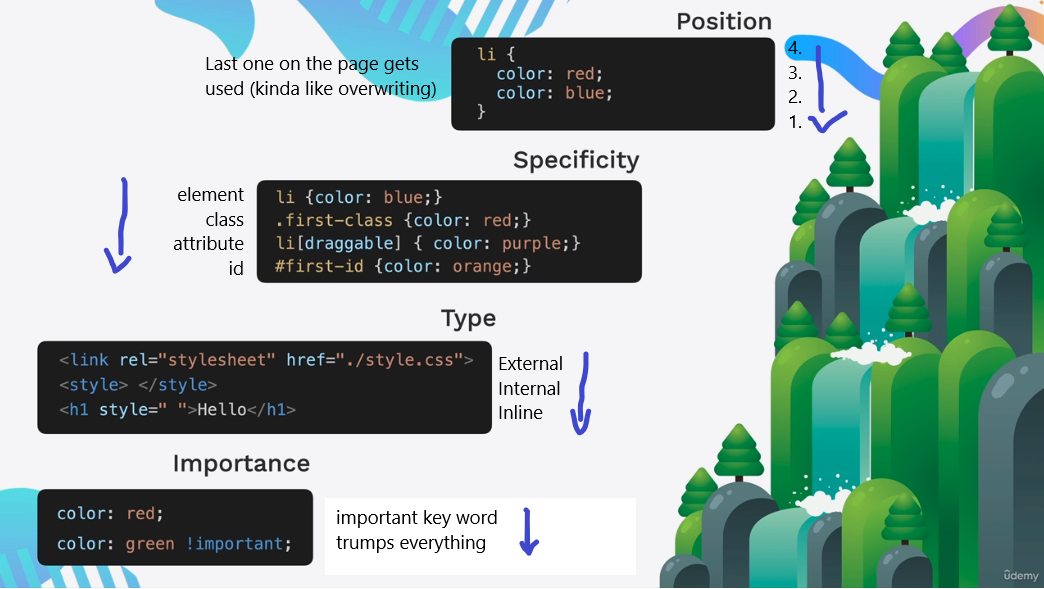 Position
Last one on the page gets
used (kinda like overwriting)
li {
color: red;
color: blue;
}
4.
3.
2.
1.
Specificity
element
class
attribute
id
li {color: blue;}
.first-class {color: red;}
li[draggable] { color: purple;}
#first-id {color: orange;}
Type
<link rel="stylesheet" href="./style.css">
<style> </style>
<h1 style=" ">Hello</h1>
External
Internal
Inline
Importance
color: red;
color: green !important;
important key word
trumps everything
ûdemy